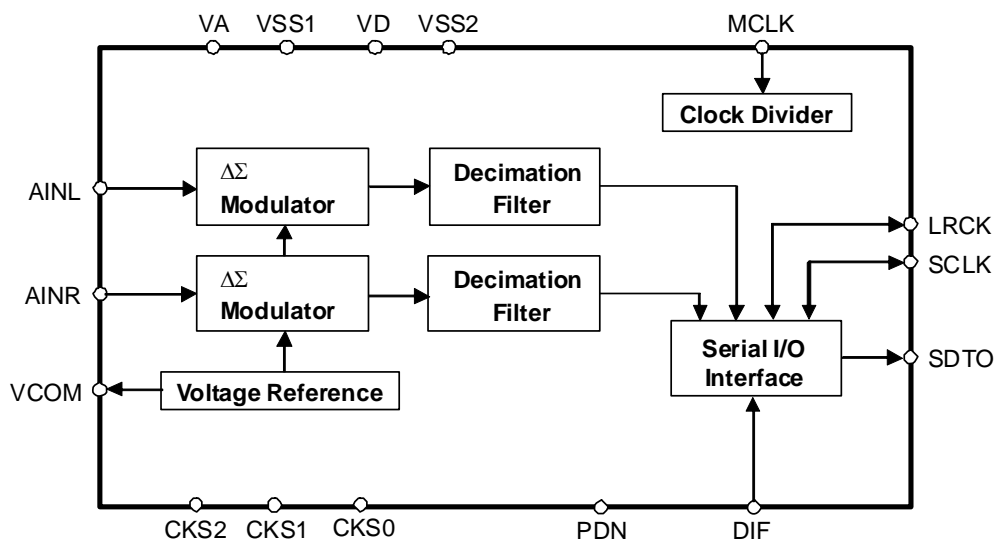 VA VSS1 VD VSS2 MCLK
Clock Divider
AINL
ΔΣ
Modulator
Decimation
Filter
LRCK
SCLK
AINR
ΔΣ
Modulator
Decimation
Filter
Serial I/O
Interface
SDTO
VCOM
Voltage Reference
CKS2 CKS1 CKS0 PDN DIF